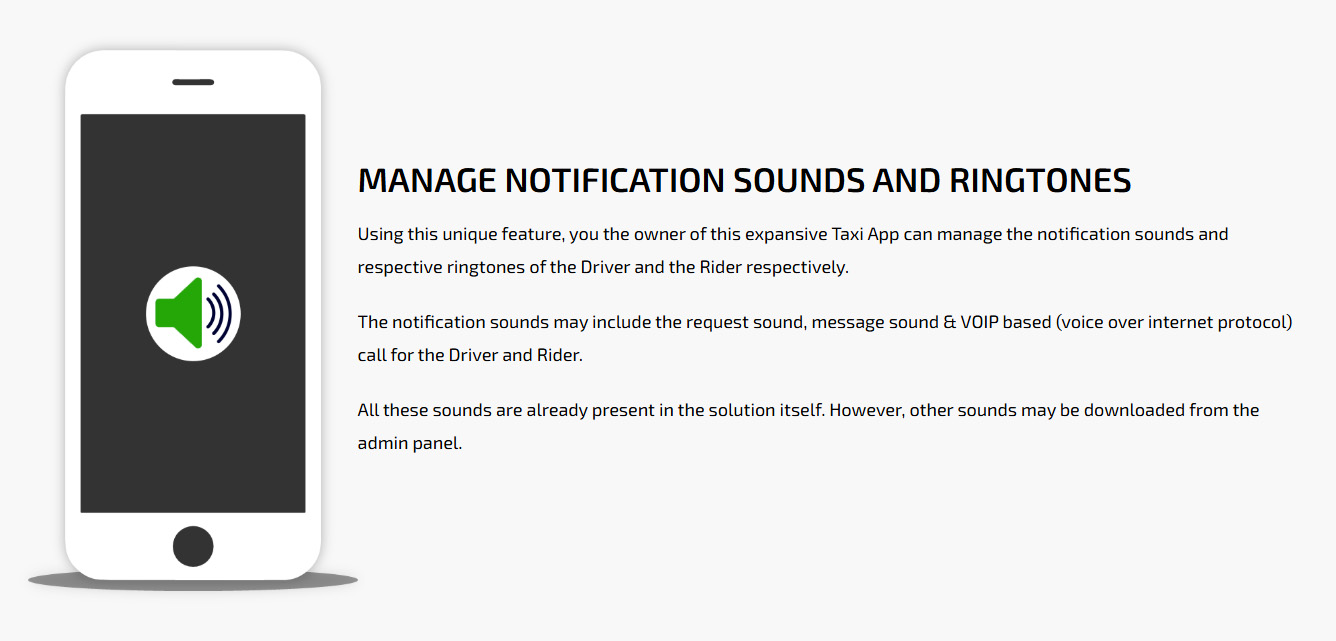 MANAGE NOTIFICATION SOUNDS AND RINGTONES
Using this unique feature, you the owner of this expansive Taxi App can manage the notification sounds and
respective ringtones of the Driver and the Rider respectively.
The notification sounds may include the request sound, message sound & VOIP based (voice over internet protocol)
call for the Driver and Rider.
All these sounds are already present in the solution itself. However, other sounds may be downloaded from the
admin panel.